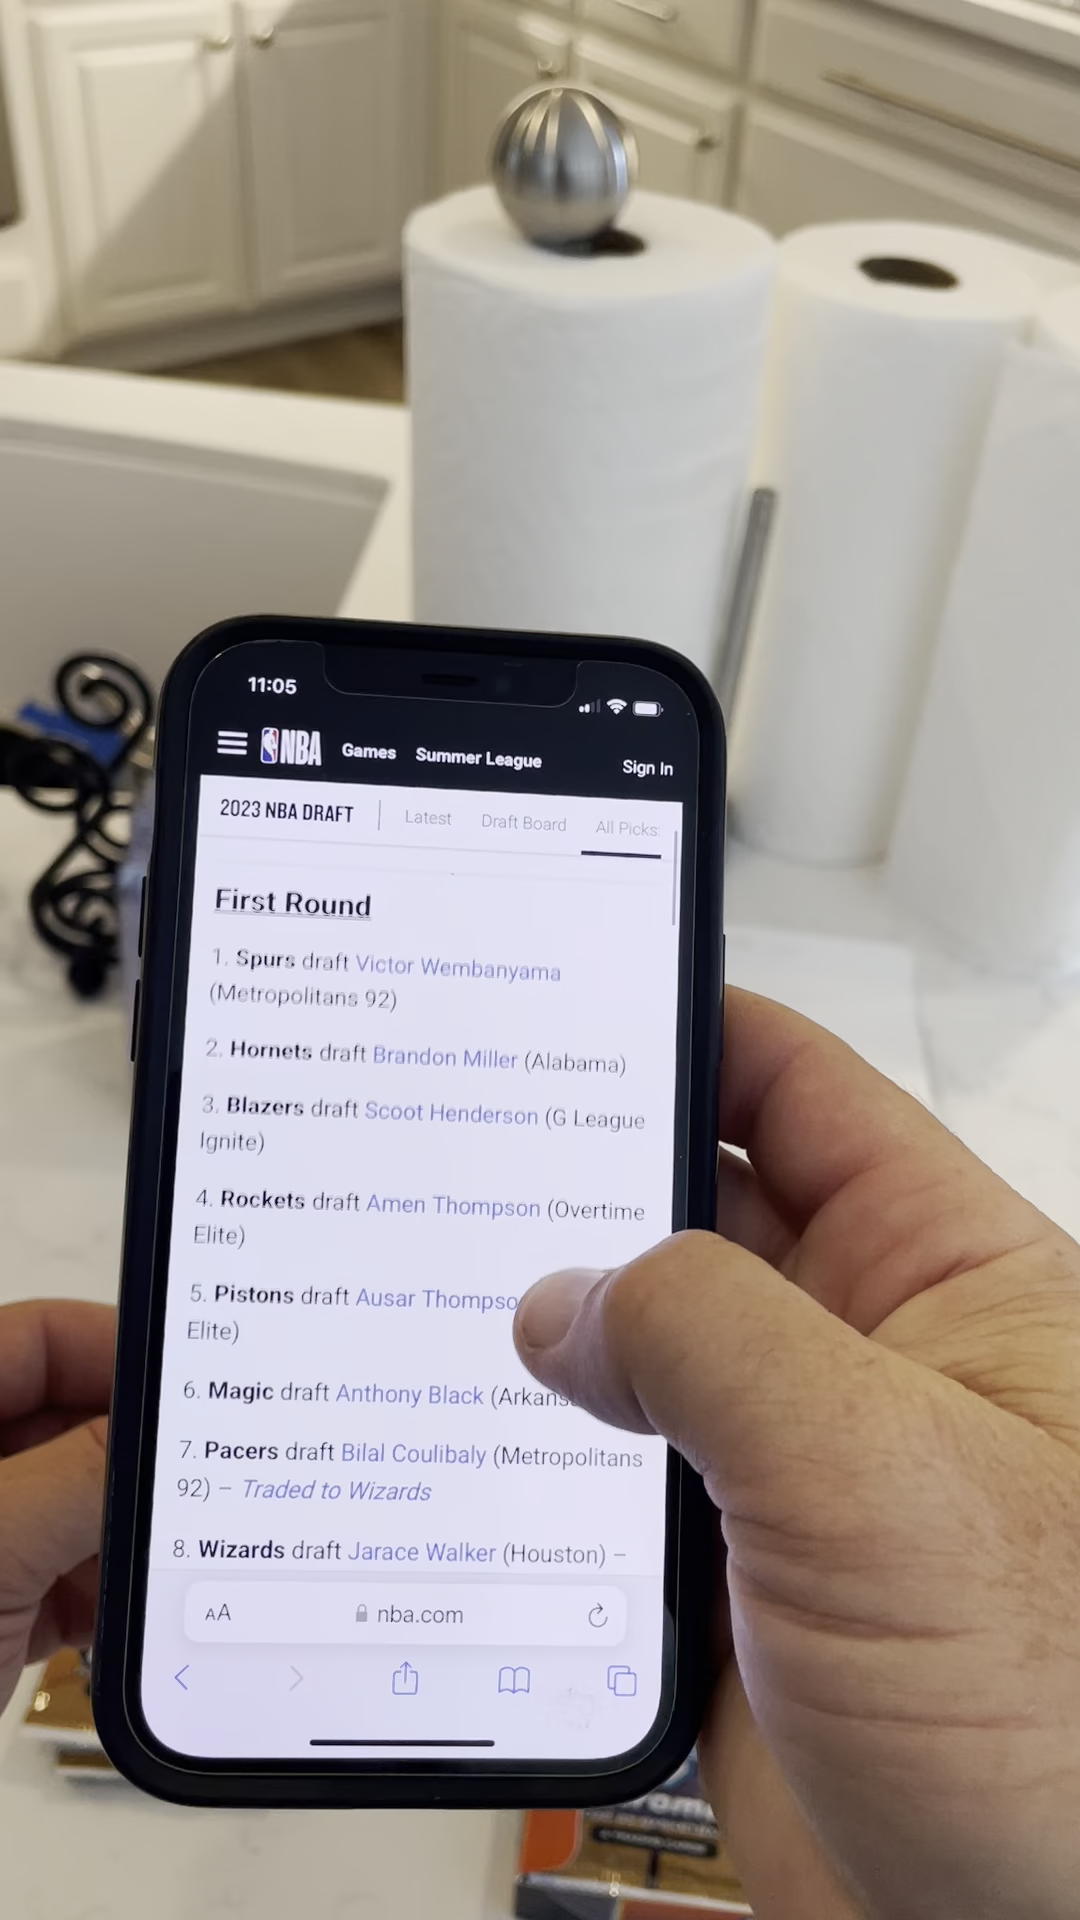 11:05
NBA Games Summer League Sign In
2023 NBA DRAFT Latest Draft Board All Picks:
First Round
1. Spurs draft Victor Wembanyama
(Metropolitans 92)
2. Hornets draft Brandon Miller (Alabama)
3. Blazers draft Scoot Henderson (G League
Ignite)
4. Rockets draft Amen Thompson (Overtime
Elite)
5. Pistons draft Ausar Thompso
Elite)
6. Magic draft Anthony Black (Arkans
7. Pacers draft Bilal Coulibaly (Metropolitans
92) – Traded to Wizards
8. Wizards draft Jarace Walker (Houston) –
AA nba.com